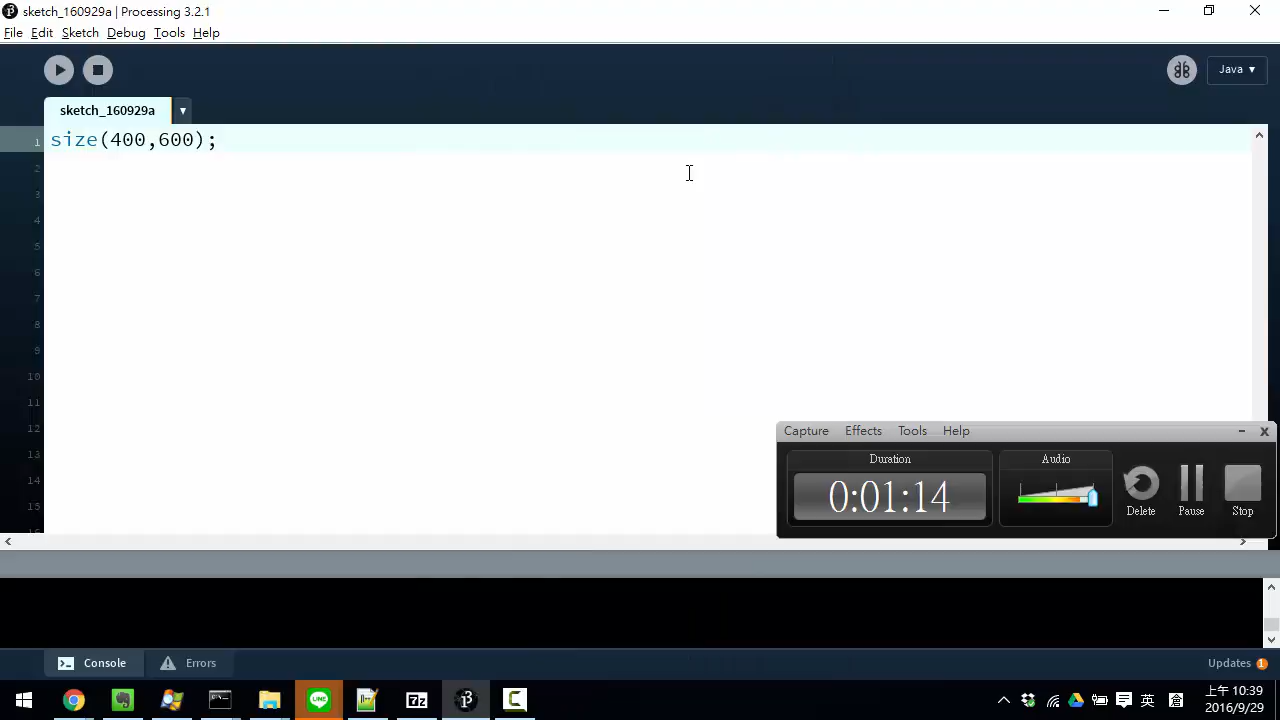 sketch_160929a | Processing 3.2.1
File Edit Sketch Debug Tools Help
Java ▾
sketch_160929a ▾
1 size(400,600);
2
3
4
5
6
7
8
9
10
11
12
13
14
15
Capture Effects Tools Help
Duration
Audio
0:01:14
Delete Pause Stop
Console Errors
Updates 1
7z
英
上午 10:39
2016/9/29